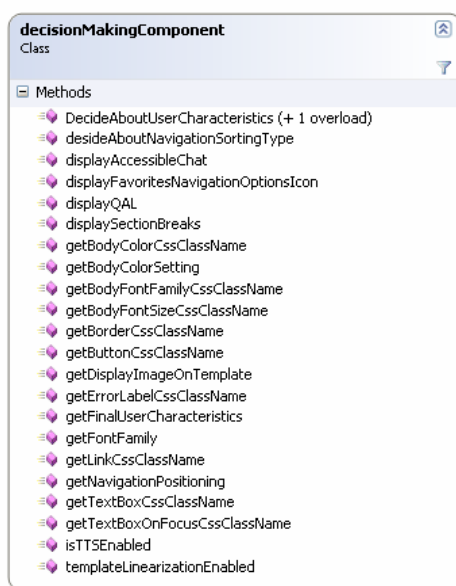 decisionMakingComponent
Class
Methods
DecideAboutUserCharacteristics (+ 1 overload)
desideAboutNavigationSortingType
displayAccessibleChat
displayFavoritesNavigationOptionsIcon
displayQAL
displaySectionBreaks
getBodyColorCssClassName
getBodyColorSetting
getBodyFontFamilyCssClassName
getBodyFontSizeCssClassName
getBorderCssClassName
getButtonCssClassName
getDisplayImageOnTemplate
getErrorLabelCssClassName
getFinalUserCharacteristics
getFontFamily
getLinkCssClassName
getNavigationPositioning
getTextBoxCssClassName
getTextBoxOnFocusCssClassName
isTTSEnabled
templateLinearizationEnabled